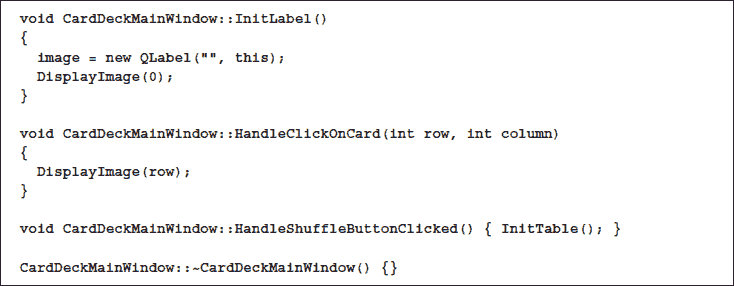 void CardDeckMainWindow::InitLabel()
{
  image = new QLabel("", this);
  DisplayImage(0);
}

void CardDeckMainWindow::HandleClickOnCard(int row, int column)
{
  DisplayImage(row);
}

void CardDeckMainWindow::HandleShuffleButtonClicked() { InitTable(); }

CardDeckMainWindow::~CardDeckMainWindow() {}